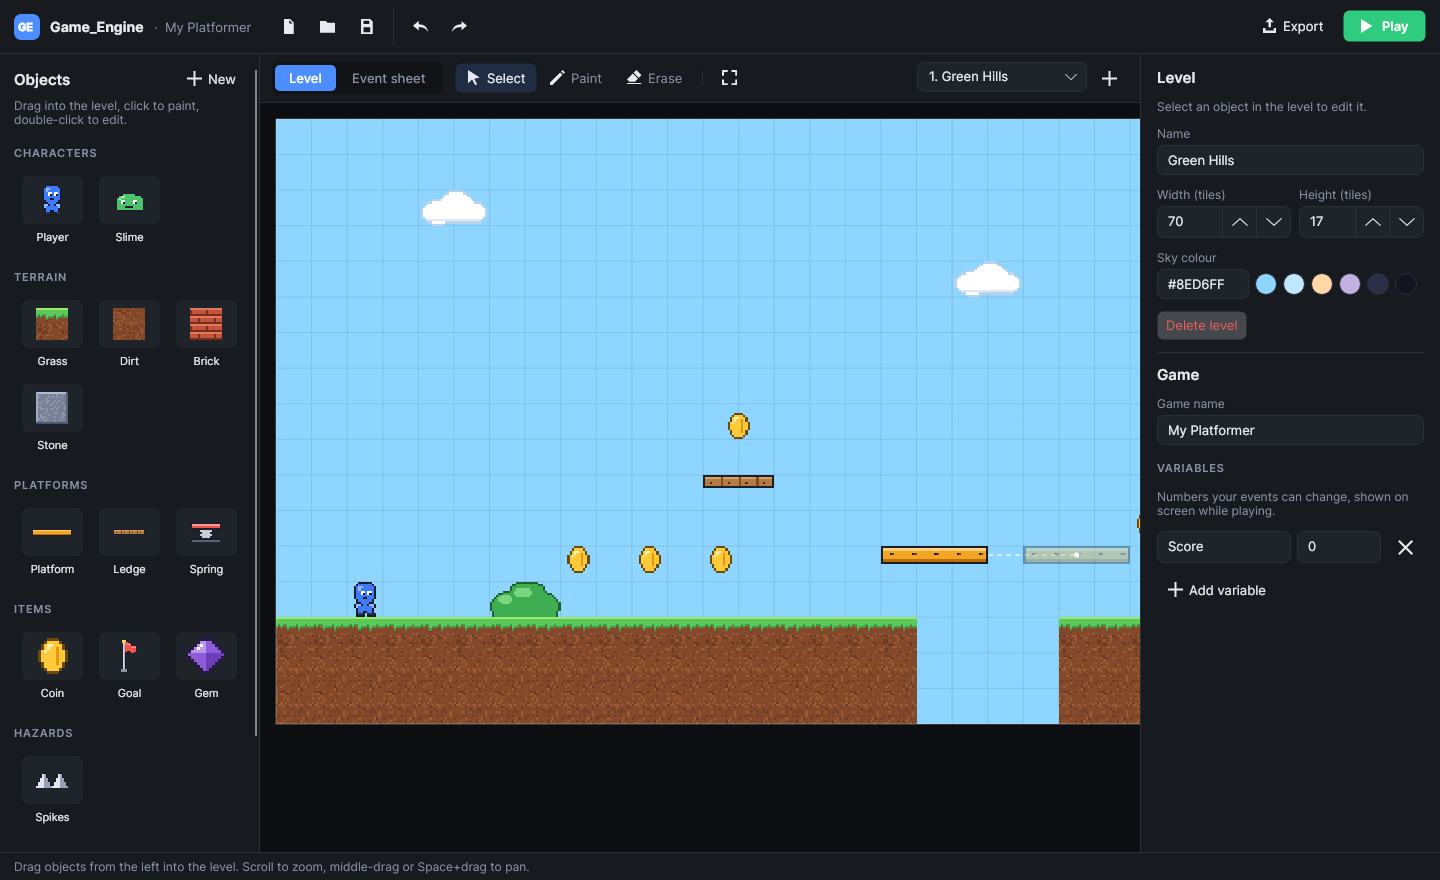 GE Game_Engine · My Platformer
Export
Play
Objects
New
Drag into the level, click to paint,
double-click to edit.
CHARACTERS
Player
Slime
TERRAIN
Grass
Dirt
Brick
Stone
PLATFORMS
Platform
Ledge
Spring
ITEMS
Coin
Goal
Gem
HAZARDS
Spikes
Level
Event sheet
Select
Paint
Erase
1. Green Hills
Level
Select an object in the level to edit it.
Name
Green Hills
Width (tiles)
Height (tiles)
70
17
Sky colour
#8ED6FF
Delete level
Game
Game name
My Platformer
VARIABLES
Numbers your events can change, shown on
screen while playing.
Score
0
Add variable
Drag objects from the left into the level. Scroll to zoom, middle-drag or Space+drag to pan.